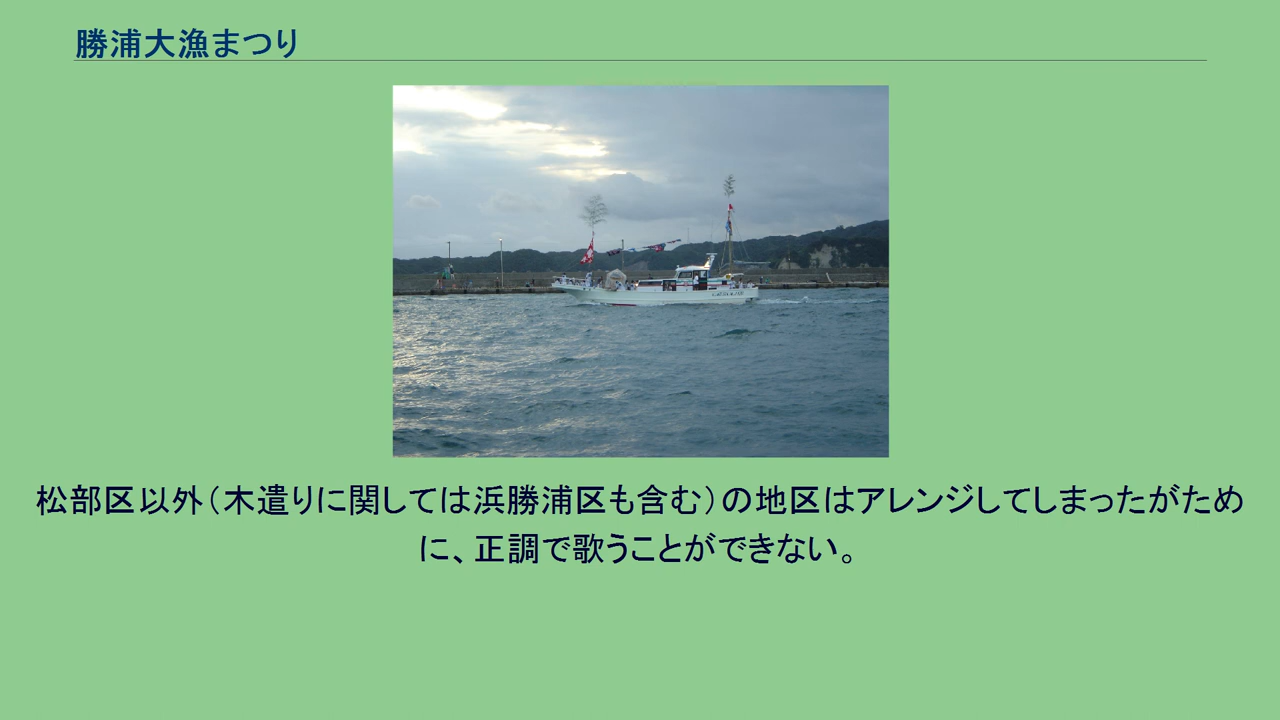 勝浦大漁まつり
松部区以外（木遣りに関しては浜勝浦区も含む）の地区はアレンジしてしまったがため
に、正調で歌うことができない。